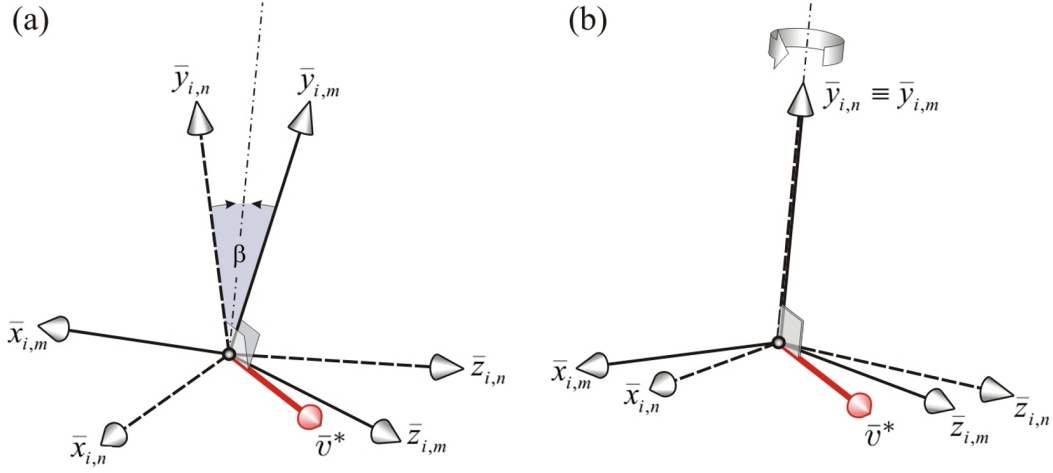 (a)
(b)
ȳi,n
ȳi,m
ȳi,n ≡ ȳi,m
β
x̄i,m
z̄i,n
x̄i,n
v̄*
z̄i,m
x̄i,m
x̄i,n
v̄*
z̄i,m
z̄i,n